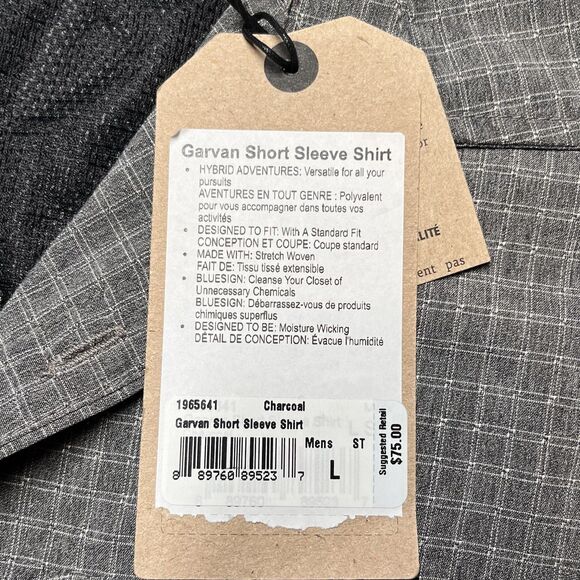 Garvan Short Sleeve Shirt
• HYBRID ADVENTURES: Versatile for all your
pursuits
AVENTURES EN TOUT GENRE : Polyvalent
pour vous accompagner dans toutes vos
activités
• DESIGNED TO FIT: With A Standard Fit
CONCEPTION ET COUPE: Coupe standard
• MADE WITH: Stretch Woven
FAIT DE: Tissu tissé extensible
• BLUESIGN: Cleanse Your Closet of
Unnecessary Chemicals
BLUESIGN: Débarrassez-vous de produits
chimiques superflus
• DESIGNED TO BE: Moisture Wicking
DÉTAIL DE CONCEPTION: Évacue l'humidité
1965641 Charcoal
Garvan Short Sleeve Shirt
Mens ST
L
8 89760 89523 7
Suggested Retail
$75.00
LITÉ
ent pas